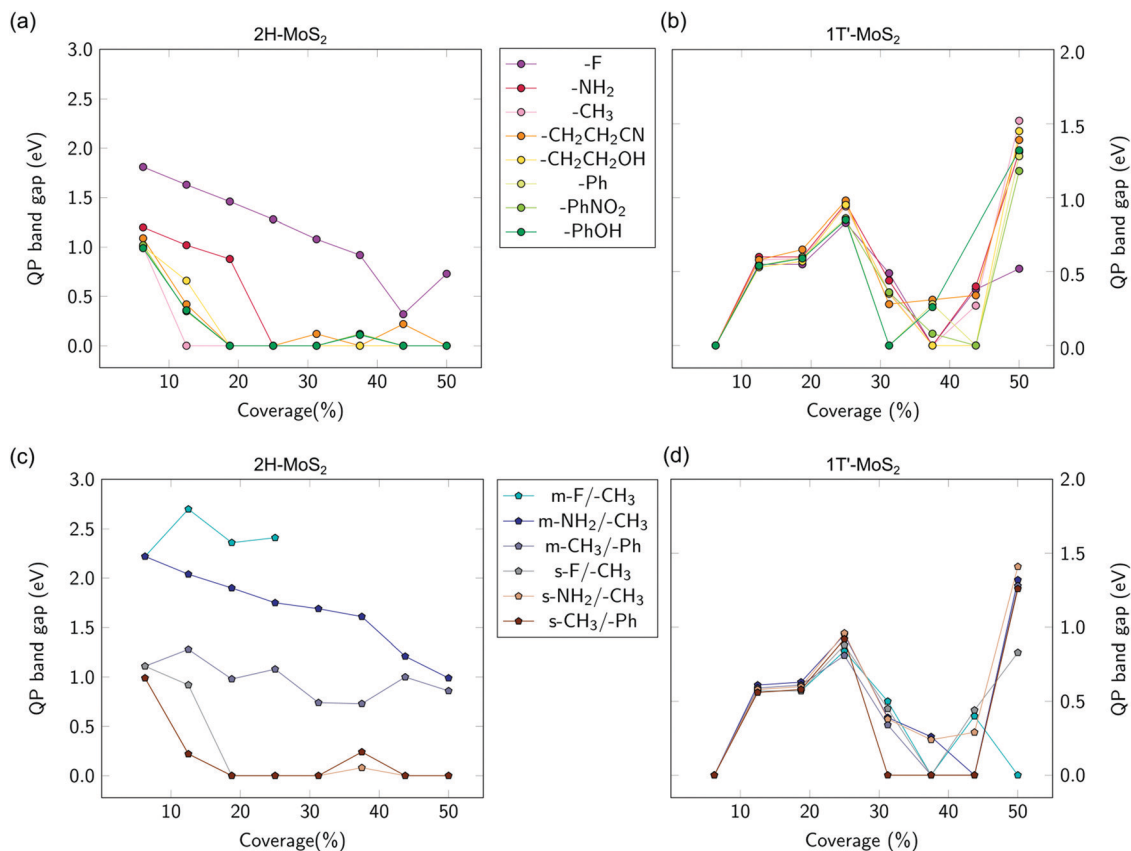 (a)
2H-MoS₂
3.0
2.5
2.0
1.5
1.0
0.5
0.0
QP band gap (eV)
10 20 30 40 50
Coverage(%)
-F
-NH₂
-CH₃
-CH₂CH₂CN
-CH₂CH₂OH
-Ph
-PhNO₂
-PhOH
(b)
1T'-MoS₂
2.0
1.5
1.0
0.5
0.0
QP band gap (eV)
10 20 30 40 50
Coverage (%)
(c)
2H-MoS₂
3.0
2.5
2.0
1.5
1.0
0.5
0.0
QP band gap (eV)
10 20 30 40 50
Coverage(%)
m-F/-CH₃
m-NH₂/-CH₃
m-CH₃/-Ph
s-F/-CH₃
s-NH₂/-CH₃
s-CH₃/-Ph
(d)
1T'-MoS₂
2.0
1.5
1.0
0.5
0.0
QP band gap (eV)
10 20 30 40 50
Coverage (%)